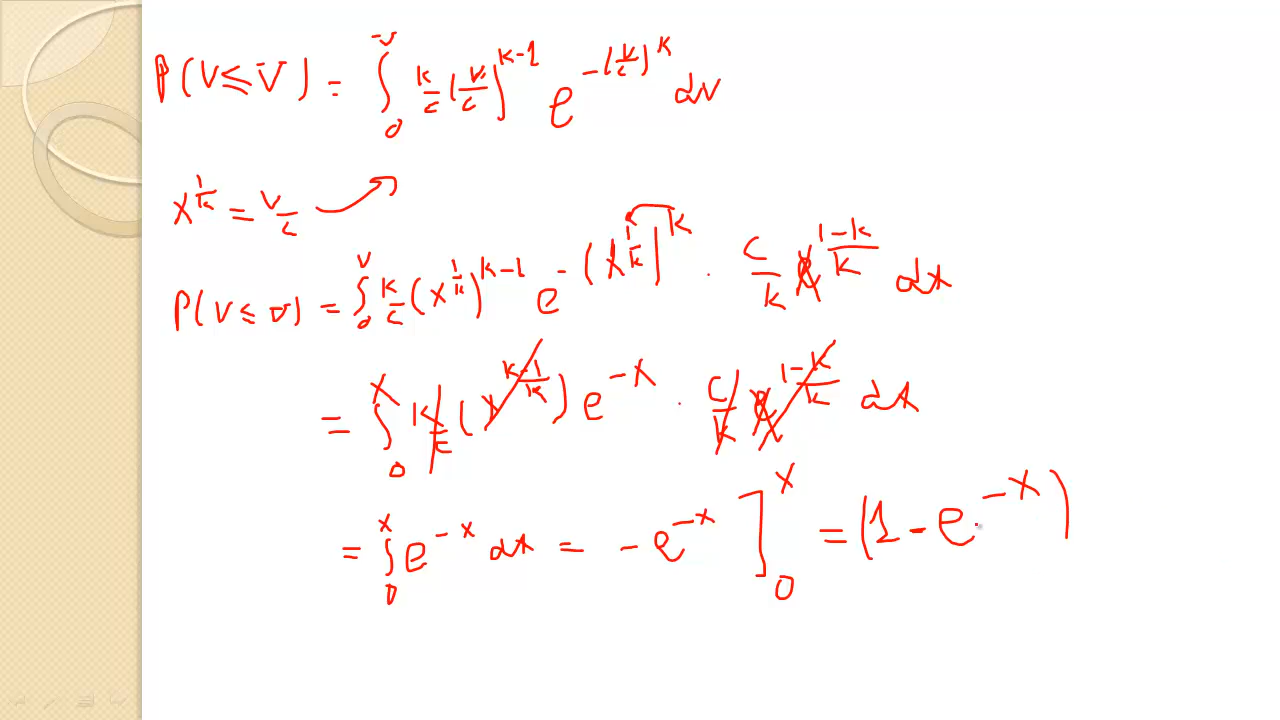 P(V ≤ V̄) = ∫₀^V̄ k/c (v/c)^(k-1) e^(-(v/c)^k) dv
x^(1/k) = v/c
P(V ≤ v) = ∫₀^v k/c (x^(1/k))^(k-1) e^(-(x^(1/k))^k) · c/k x^((1-k)/k) dx
= ∫₀^x k/c (x^((k-1)/k)) e^(-x) · c/k x^((1-k)/k) dx
= ∫₀^x e^(-x) dx = -e^(-x) ]₀^x = (1 - e^(-x))